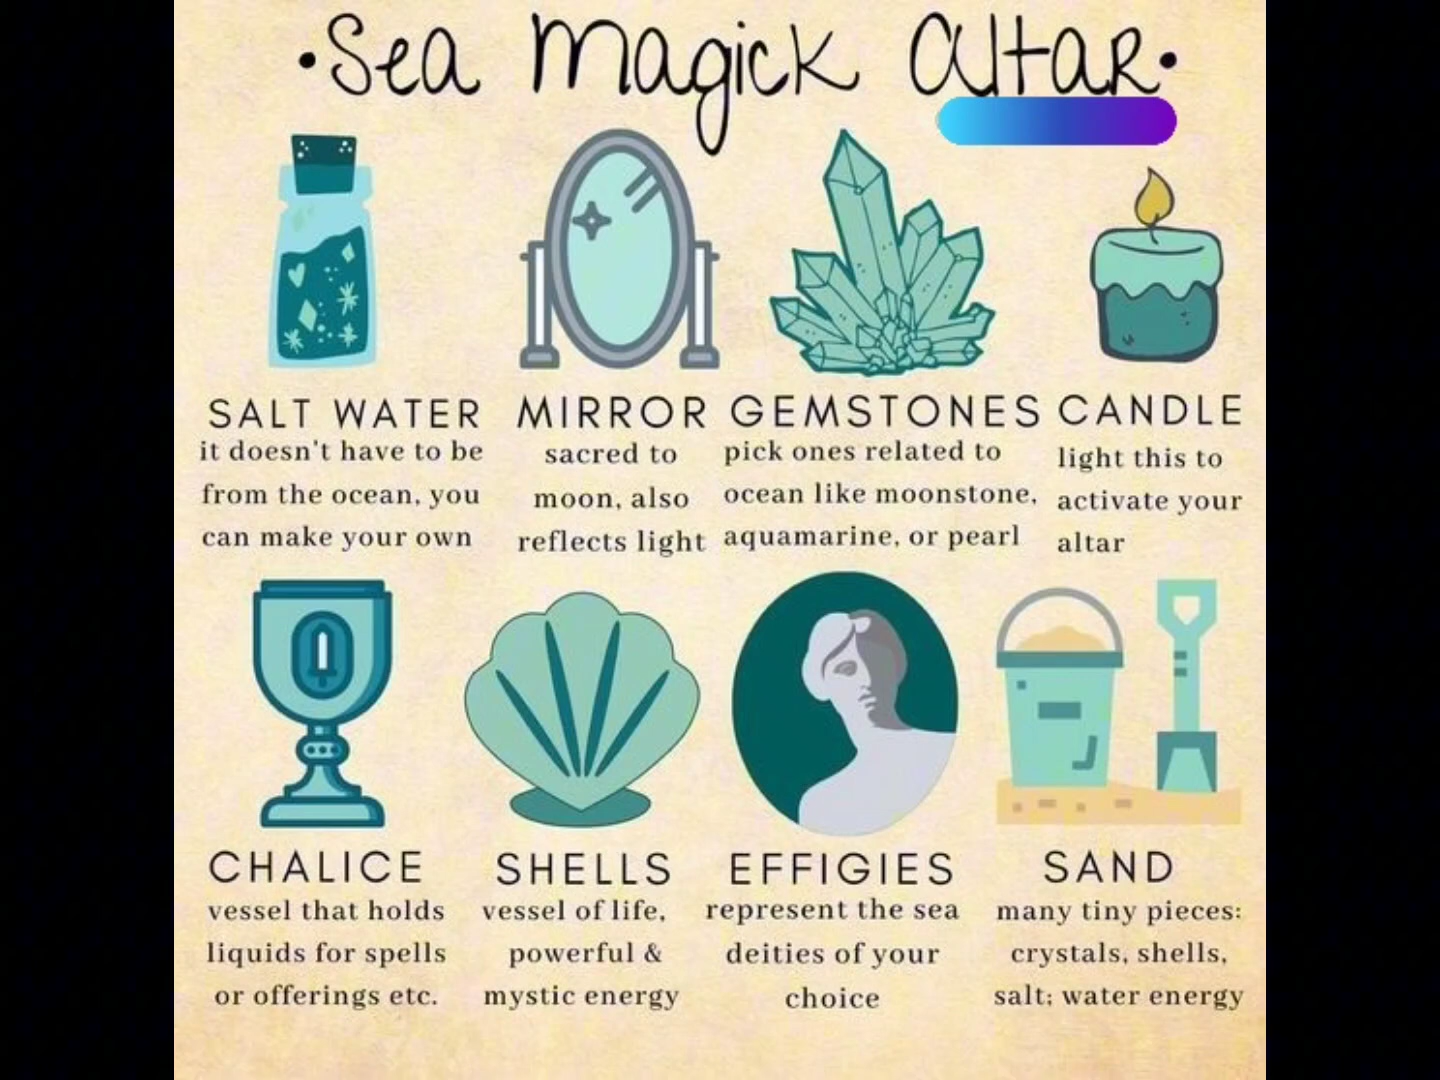 •Sea Magick Altar•
SALT WATER
it doesn't have to be
from the ocean, you
can make your own
MIRROR
sacred to
moon, also
reflects light
GEMSTONES
pick ones related to
ocean like moonstone,
aquamarine, or pearl
CANDLE
light this to
activate your
altar
CHALICE
vessel that holds
liquids for spells
or offerings etc.
SHELLS
vessel of life,
powerful &
mystic energy
EFFIGIES
represent the sea
deities of your
choice
SAND
many tiny pieces:
crystals, shells,
salt; water energy